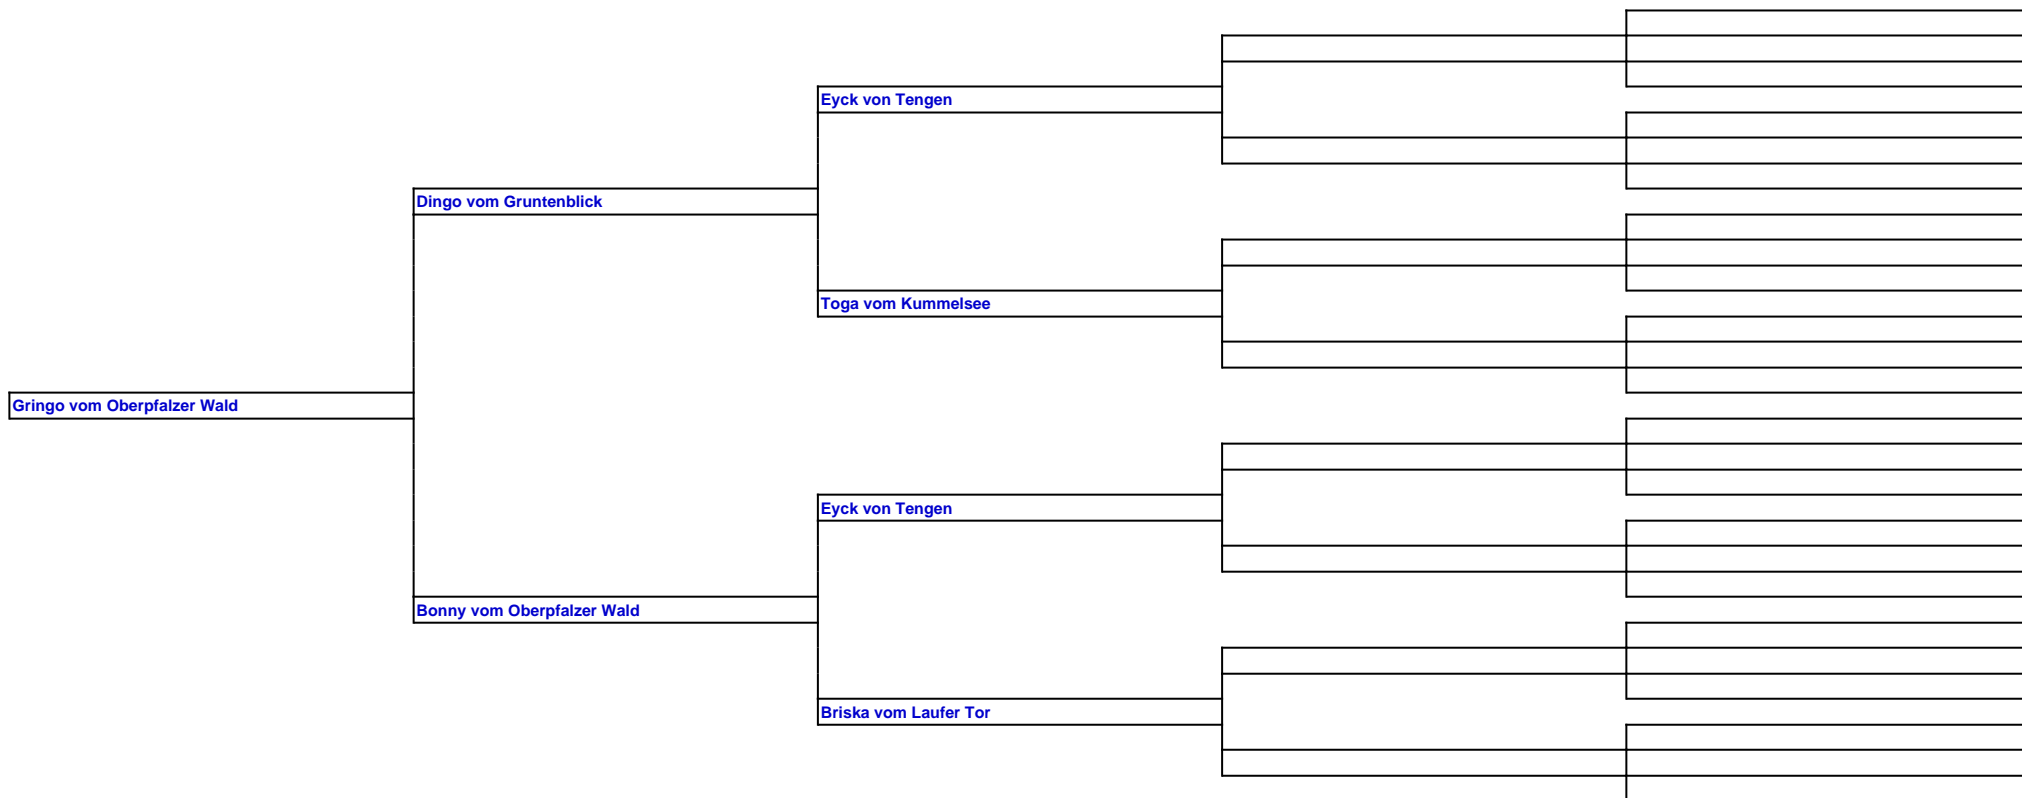 Eyck von Tengen
Dingo vom Gruntenblick
Toga vom Kummelsee
Gringo vom Oberpfalzer Wald
Eyck von Tengen
Bonny vom Oberpfalzer Wald
Briska vom Laufer Tor